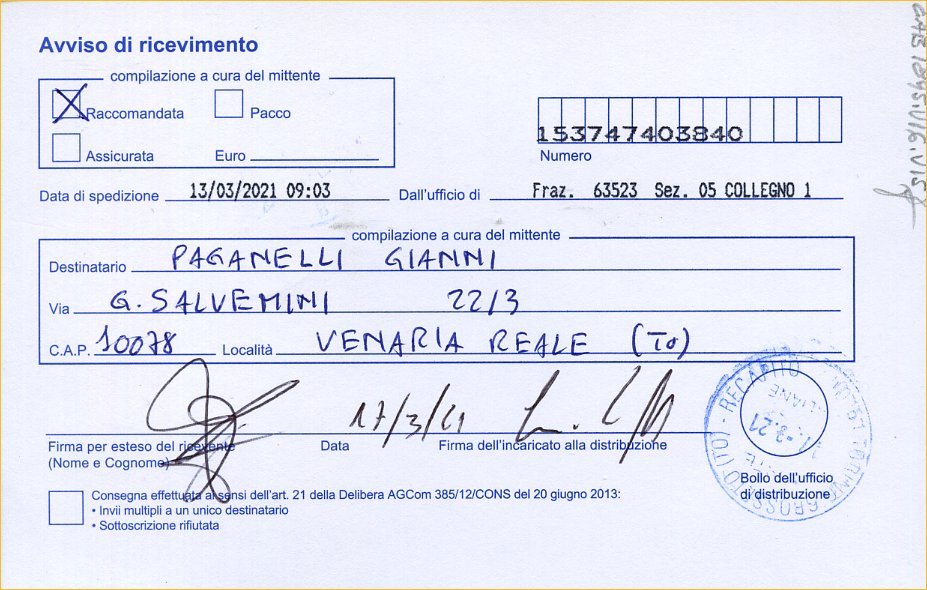 Avviso di ricevimento
compilazione a cura del mittente
Raccomandata Pacco
Assicurata Euro
153747403840
Numero
Data di spedizione 13/03/2021 09:03 Dall'ufficio di Fraz. 63523 Sez. 05 COLLEGNO 1
compilazione a cura del mittente
Destinatario PAGANELLI GIANNI
Via G. SALVEMINI 22/3
C.A.P. 10078 Località VENARIA REALE (TO)
17/3/21
Firma per esteso del ricevente Data Firma dell'incaricato alla distribuzione
(Nome e Cognome)
Bollo dell'ufficio
di distribuzione
RECAPITO
Consegna effettuata ai sensi dell'art. 21 della Delibera AGCom 385/12/CONS del 20 giugno 2013:
• Invii multipli a un unico destinatario
• Sottoscrizione rifiutata